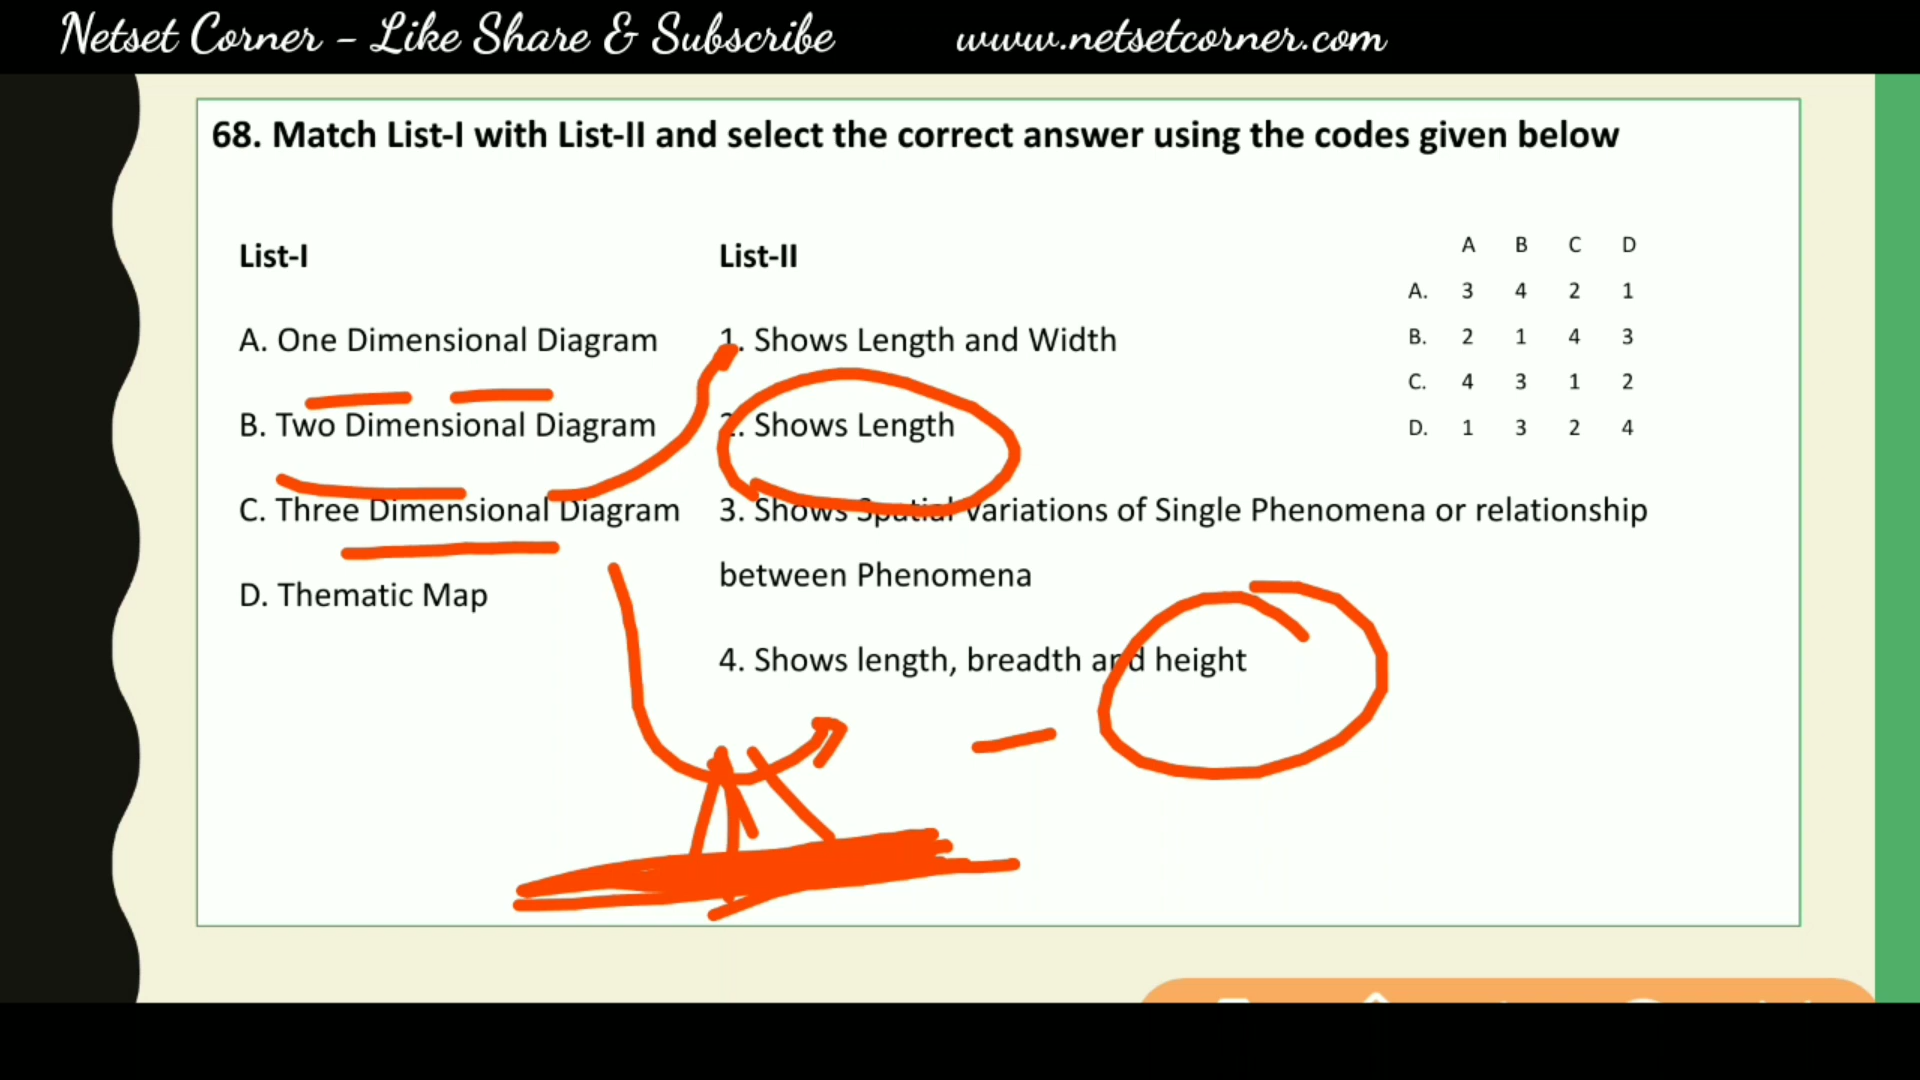 Netset Corner - Like Share & Subscribe www.netsetcorner.com
68. Match List-I with List-II and select the correct answer using the codes given below
List-I
A. One Dimensional Diagram
B. Two Dimensional Diagram
C. Three Dimensional Diagram
D. Thematic Map
List-II
1. Shows Length and Width
2. Shows Length
3. Shows Spatial Variations of Single Phenomena or relationship
between Phenomena
4. Shows length, breadth and height
A B C D
A. 3 4 2 1
B. 2 1 4 3
C. 4 3 1 2
D. 1 3 2 4